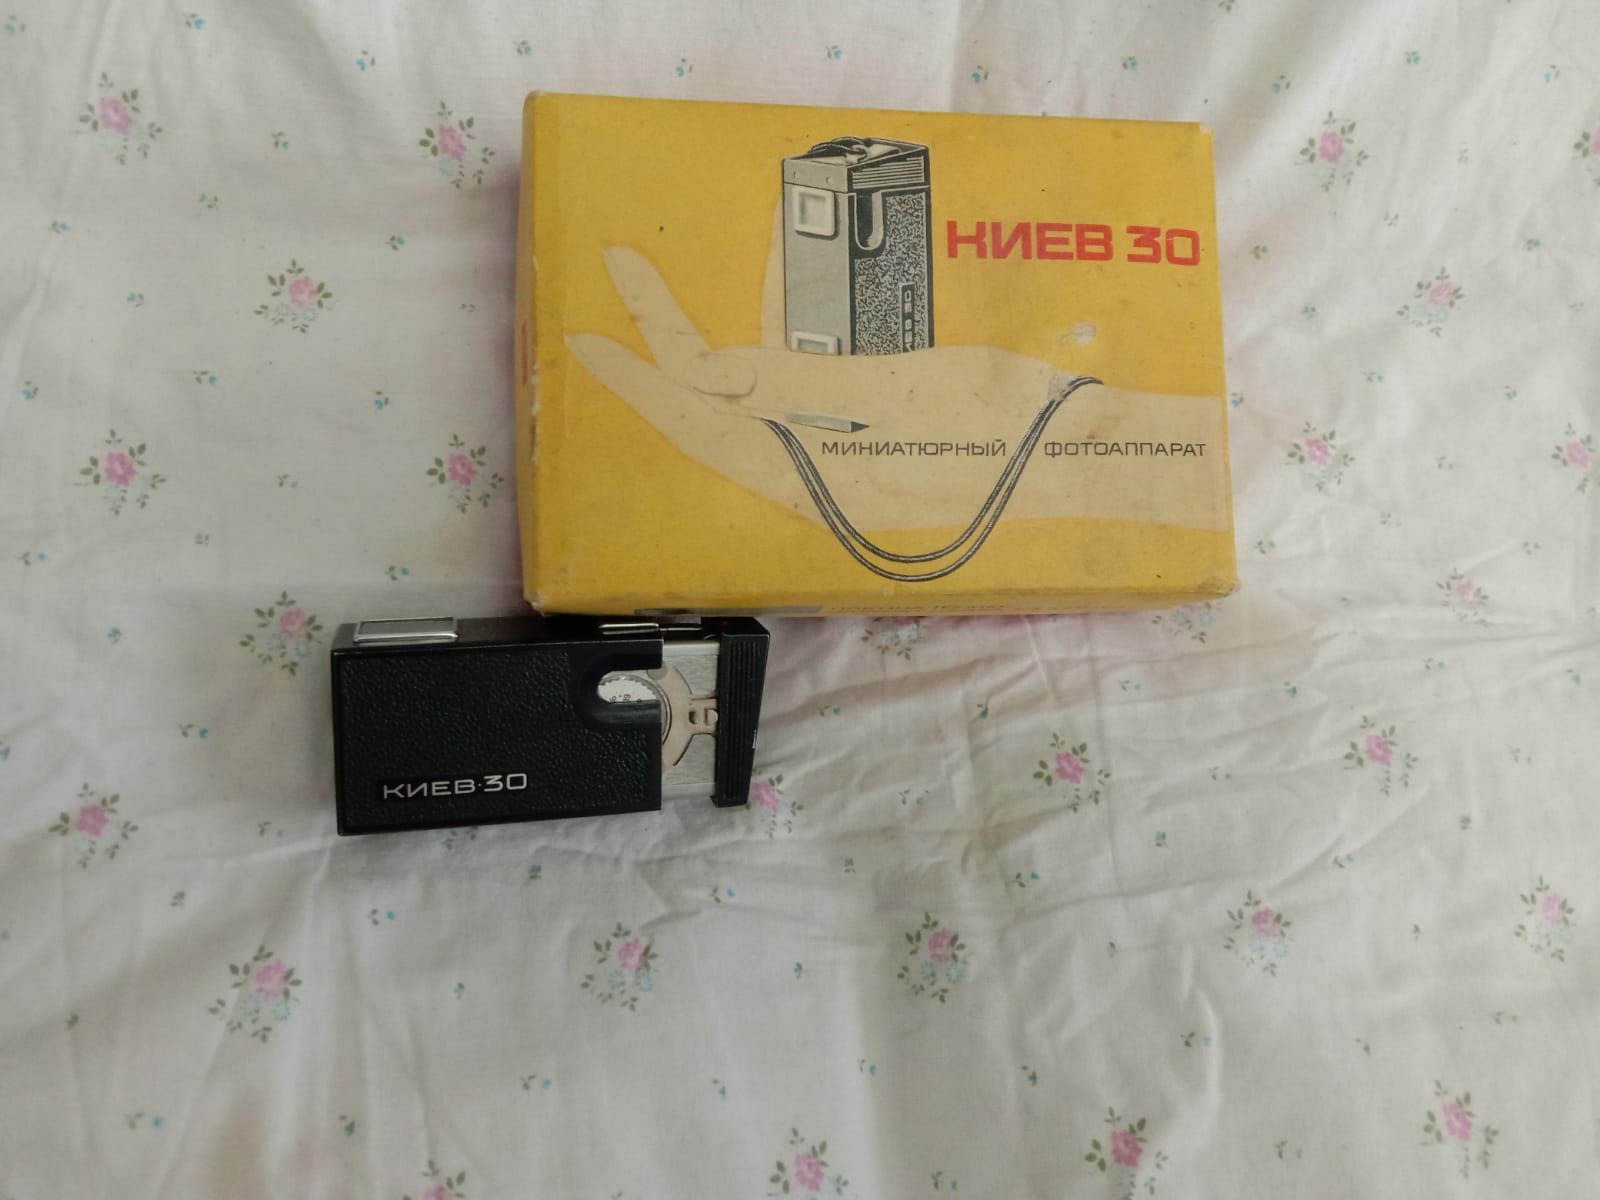 КИЕВ 30
МИНИАТЮРНЫЙ ФОТОАППАРАТ
КИЕВ·30